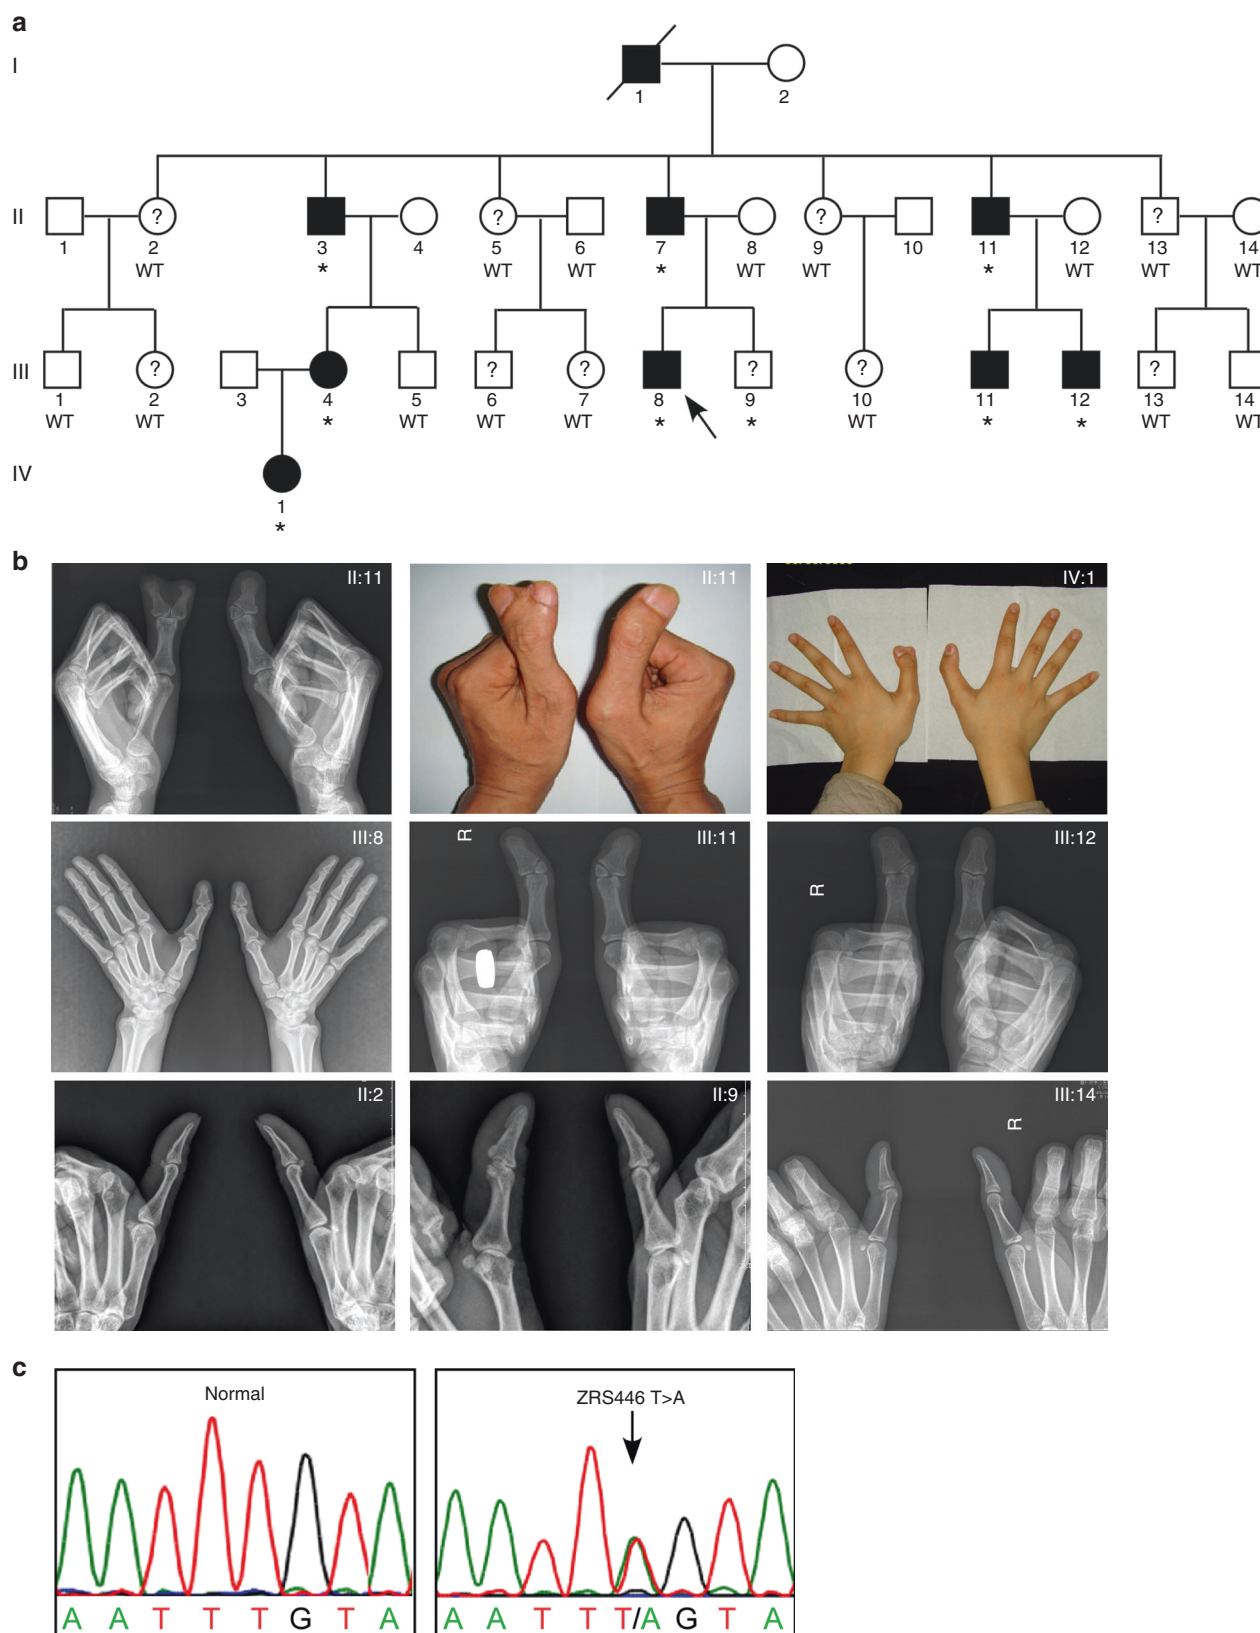 a
I
1 2
II
? ? ? ?
1 2 3 4 5 6 7 8 9 10 11 12 13 14
WT * WT WT * WT WT * WT WT WT
III
? ? ? ? ? ?
3
1 2 4 5 6 7 8 9 10 11 12 13 14
WT WT * WT WT WT * * WT * * WT WT
IV
1
*
b
II:11 II:11 IV:1
III:8 R III:11 R III:12
II:2 II:9 III:14
R
c
Normal ZRS446 T>A
A A T T T G T A A A T T T/A G T A